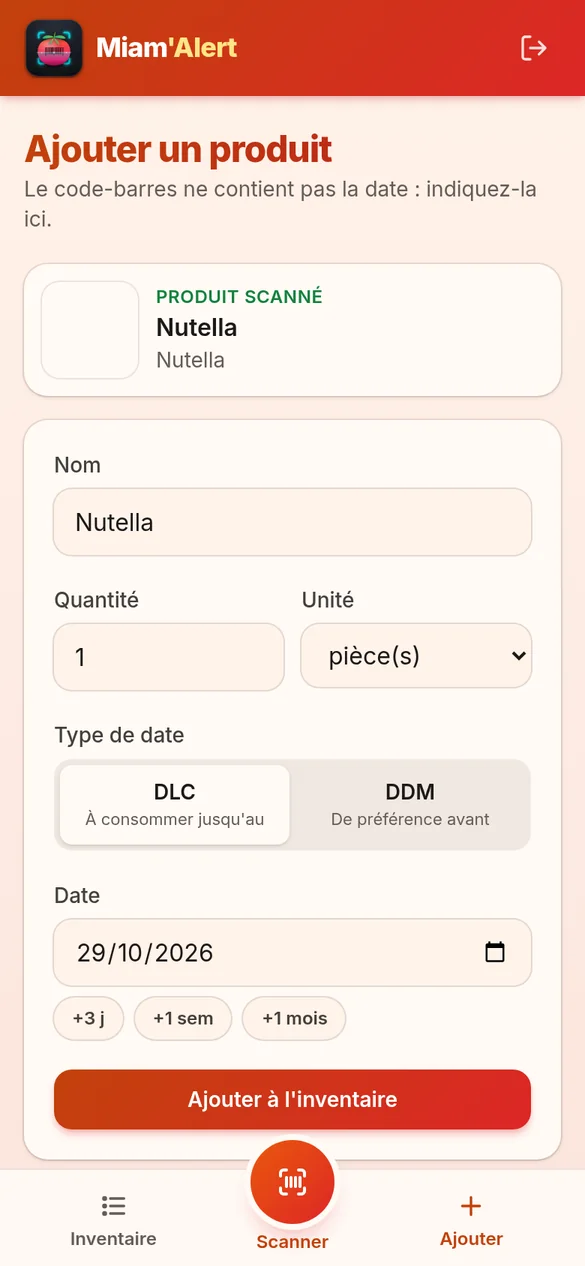 Miam'Alert
Ajouter un produit
Le code-barres ne contient pas la date : indiquez-la
ici.
PRODUIT SCANNÉ
Nutella
Nutella
Nom
Nutella
Quantité
Unité
1
pièce(s)
Type de date
DLC
DDM
À consommer jusqu'au
De préférence avant
Date
29/10/2026
+3 j
+1 sem
+1 mois
Ajouter à l'inventaire
Inventaire
Scanner
Ajouter